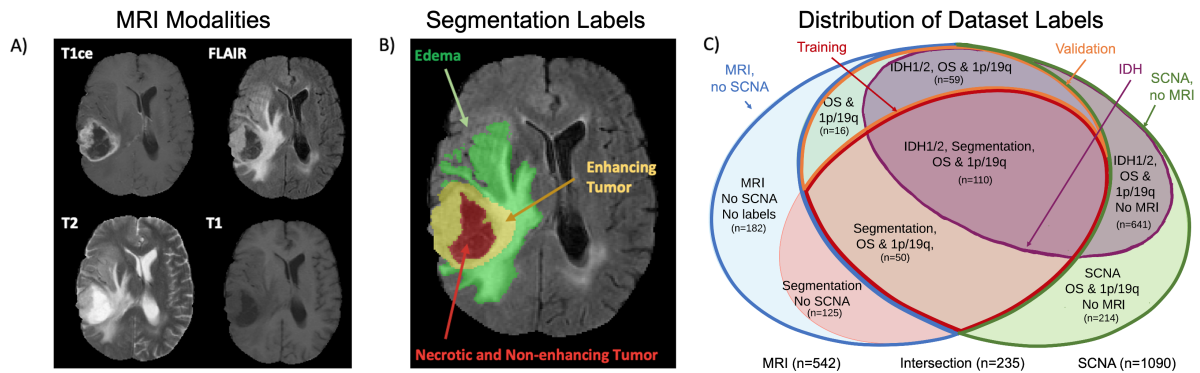 MRI Modalities
Segmentation Labels
Distribution of Dataset Labels
A)
T1ce
FLAIR
T2
T1
B)
Edema
Enhancing
Tumor
Necrotic and Non-enhancing Tumor
C)
Training
Validation
IDH
MRI,
no SCNA
SCNA,
no MRI
IDH1/2, OS & 1p/19q
(n=59)
OS &
1p/19q
(n=16)
IDH1/2, Segmentation,
OS & 1p/19q
(n=110)
IDH1/2,
OS &
1p/19q
No MRI
(n=641)
MRI
No SCNA
No labels
(n=182)
Segmentation,
OS & 1p/19q,
(n=50)
Segmentation
No SCNA
(n=125)
SCNA
OS & 1p/19q
No MRI
(n=214)
MRI (n=542)
Intersection (n=235)
SCNA (n=1090)